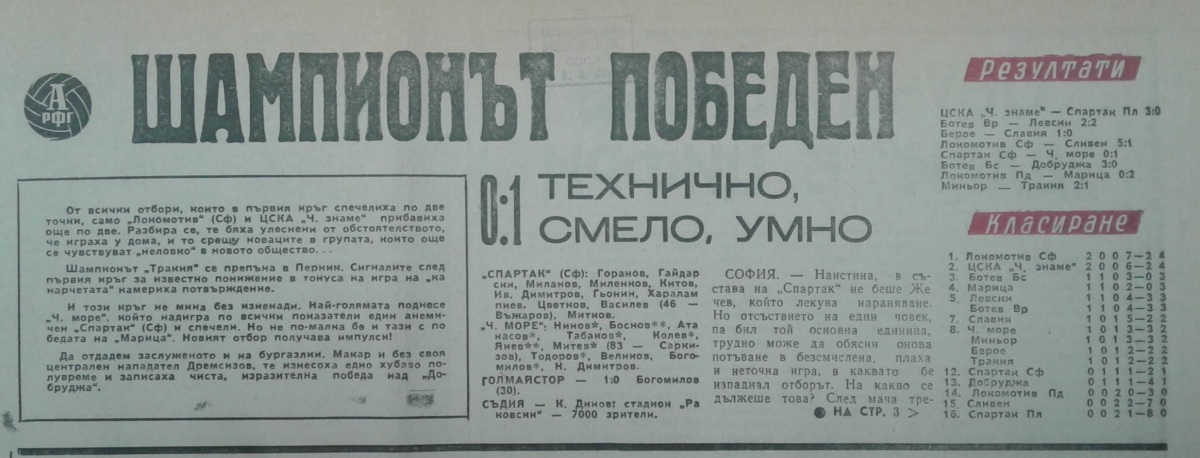 А
РФГ
ШАМПИОНЪТ ПОБЕДЕН
От всички отбори, които в първия кръг спечелиха по две
точки, само „Локомотив“ (Сф) и ЦСКА „Ч. знаме“ прибавиха
още по две. Разбира се, те бяха улеснени от обстоятелството,
че играха у дома, и то срещу новаците в групата, които още
се чувствуват „неловно“ в новото общество...
Шампионът „Тракия“ се препъна в Перник. Сигналите след
първия кръг за известно понижение в тонуса на игра на „на
нарчетата“ намериха потвърждение.
И този кръг не мина без изненади. Най-голямата поднесе
„Ч. море“, който надигра по всички показатели един анеми-
чен „Спартак“ (Сф) и спечели. Но не по-малка бе и тази с по
бедата на „Марица“. Новият отбор получава импулси!
Да отдадем заслуженото и на бургазлии. Макар и без своя
централен нападател Дремсизов, те изнесоха едно хубаво по-
лувреме и записаха чиста, изразителна победа над „До-
бруджа“.
0:1 ТЕХНИЧНО,
СМЕЛО, УМНО
„СПАРТАК“ (Сф): Горанов, Гайдар
ски, Миланов, Миленков, Китов,
Ив. Димитров, Гьонин, Харалам
пиев, Цветнов, Василев (46 —
Въжаров), Митков.
„Ч. МОРЕ“: Нинов*, Боснов**, Ата
насов*, Табаков*, Колев*,
Янев**, Митев* (83 — Сарни-
зов), Тодоров*, Великов, Бого-
милов*, Н. Димитров.
ГОЛМАЙСТОР — 1:0 Богомилов
(30).
СЪДИЯ — К. Динов; стадион „Ра
ковски“ — 7000 зрители.
СОФИЯ. — Наистина, в съ-
става на „Спартак“ не беше Же
чев, който лекува нараняване.
Но отсъствието на един човек,
па бил той основна единица,
трудно може да обясни онова
потъване в безсмислена, плаха
и неточна игра, в каквато бе
изпаднал отборът. На какво се
дължеше това? След мача тре-
НА СТР. 3 >
Резултати
ЦСКА „Ч. знаме“ — Спартак Пл 3:0
Ботев Вр — Левски 2:2
Берое — Славия 1:0
Локомотив Сф — Сливен 5:1
Спартак Сф — Ч. море 0:1
Ботев Бс — Добруджа 3:0
Локомотив Пд — Марица 0:2
Миньор — Тракия 2:1
Класиране
1. Локомотив Сф 2 0 0 7—2 4
2. ЦСКА „Ч. знаме“ 2 0 0 6—2 4
3. Ботев Бс 1 1 0 3—0 3
4. Марица 1 1 0 2—0 3
5. Левски 1 1 0 4—3 3
Ботев Вр 1 1 0 4—3 3
7. Славия 1 0 1 5—2 2
8. Ч. море 1 0 1 3—3 2
Миньор 1 0 1 3—3 2
Берое 1 0 1 2—2 2
Тракия 1 0 1 2—2 2
12. Спартак Сф 0 1 1 1—2 1
13. Добруджа 0 1 1 1—4 1
14. Локомотив Пд 0 0 2 0—3 0
15. Сливен 0 0 2 2—7 0
16. Спартак Пл 0 0 2 1—8 0